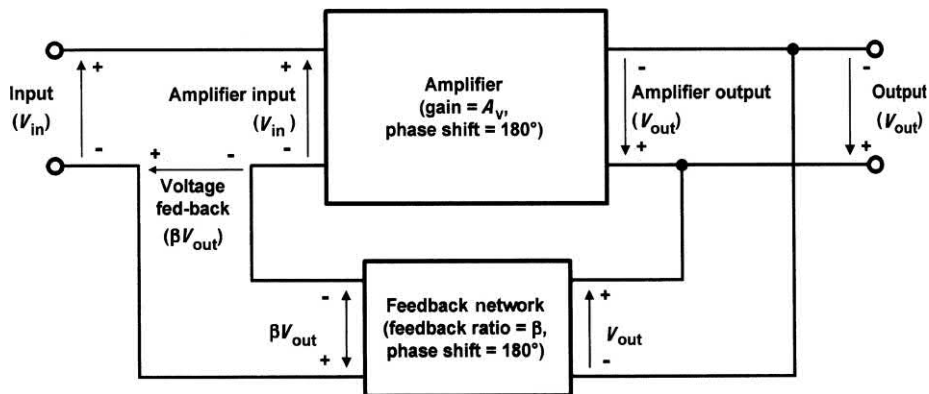 +
+
-
-
Input
(Vin)
Amplifier input
(Vin)
Amplifier
(gain = Av,
phase shift = 180°)
Amplifier output
(Vout)
Output
(Vout)
-
-
+
+
+
-
Voltage
fed-back
(βVout)
-
βVout
+
Feedback network
(feedback ratio = β,
phase shift = 180°)
+
Vout
-